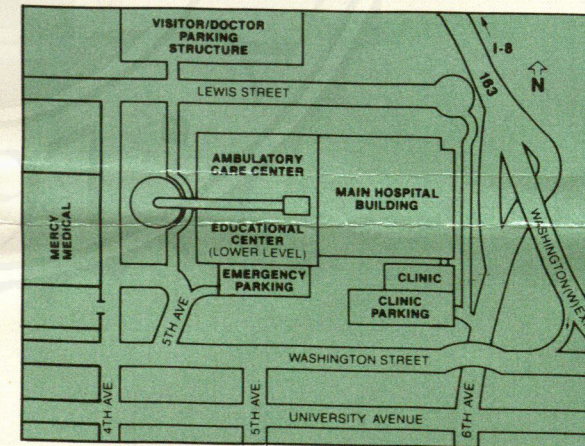 VISITOR/DOCTOR
PARKING
STRUCTURE
I-8
163
N
LEWIS STREET
AMBULATORY
CARE CENTER
MAIN HOSPITAL
BUILDING
MERCY
MEDICAL
EDUCATIONAL
CENTER
(LOWER LEVEL)
EMERGENCY
PARKING
CLINIC
CLINIC
PARKING
WASHINGTON(W)EX
5TH AVE
WASHINGTON STREET
4TH AVE
5TH AVE
UNIVERSITY AVENUE
6TH AVE